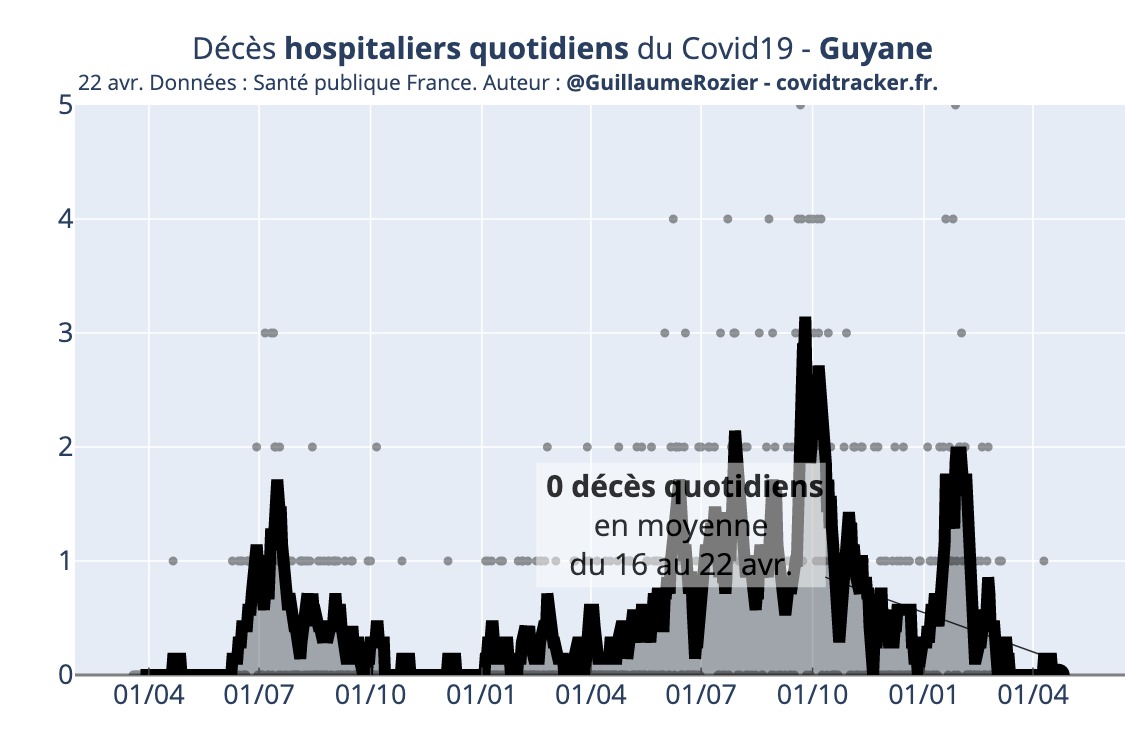 Décès hospitaliers quotidiens du Covid19 - Guyane
22 avr. Données : Santé publique France. Auteur : @GuillaumeRozier - covidtracker.fr.
5
4
3
2
1
0
0 décès quotidiens
en moyenne
du 16 au 22 avr.
01/04 01/07 01/10 01/01 01/04 01/07 01/10 01/01 01/04